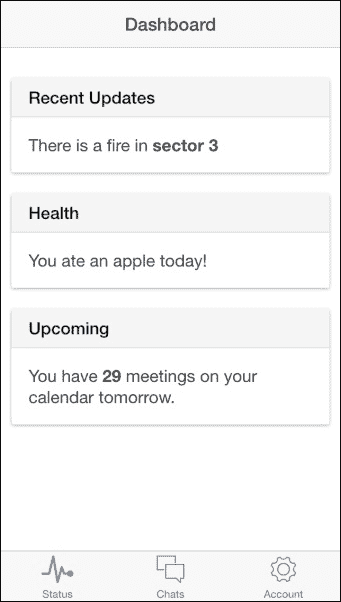 Dashboard
Recent Updates
There is a fire in sector 3
Health
You ate an apple today!
Upcoming
You have 29 meetings on your
calendar tomorrow.
Status
Chats
Account